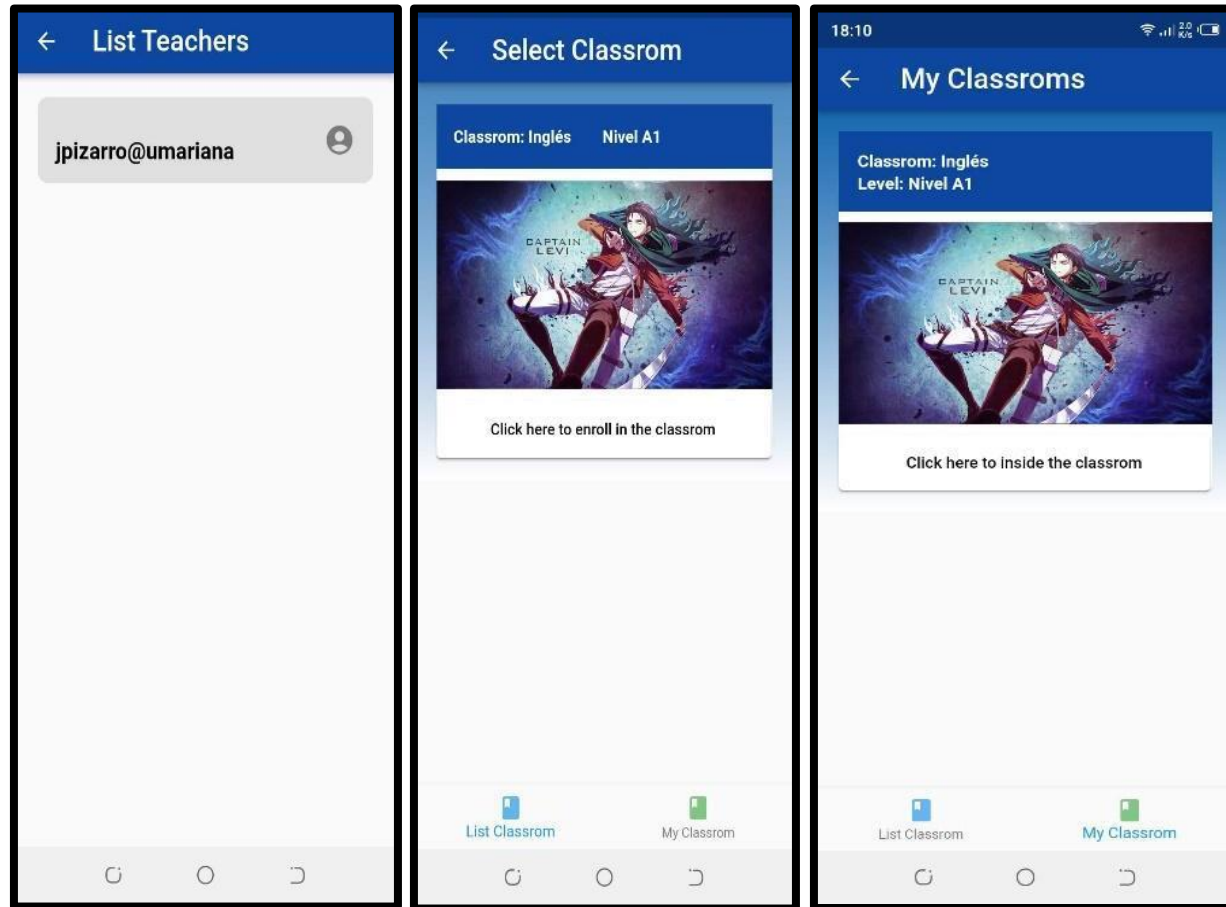 List Teachers
jpizarro@umariana
Select Classrom
Classrom: Inglés Nivel A1
CAPTAIN
LEVI
Click here to enroll in the classrom
List Classrom My Classrom
18:10 2.0
K/s
My Classroms
Classrom: Inglés
Level: Nivel A1
CAPTAIN
LEVI
Click here to inside the classrom
List Classrom My Classrom